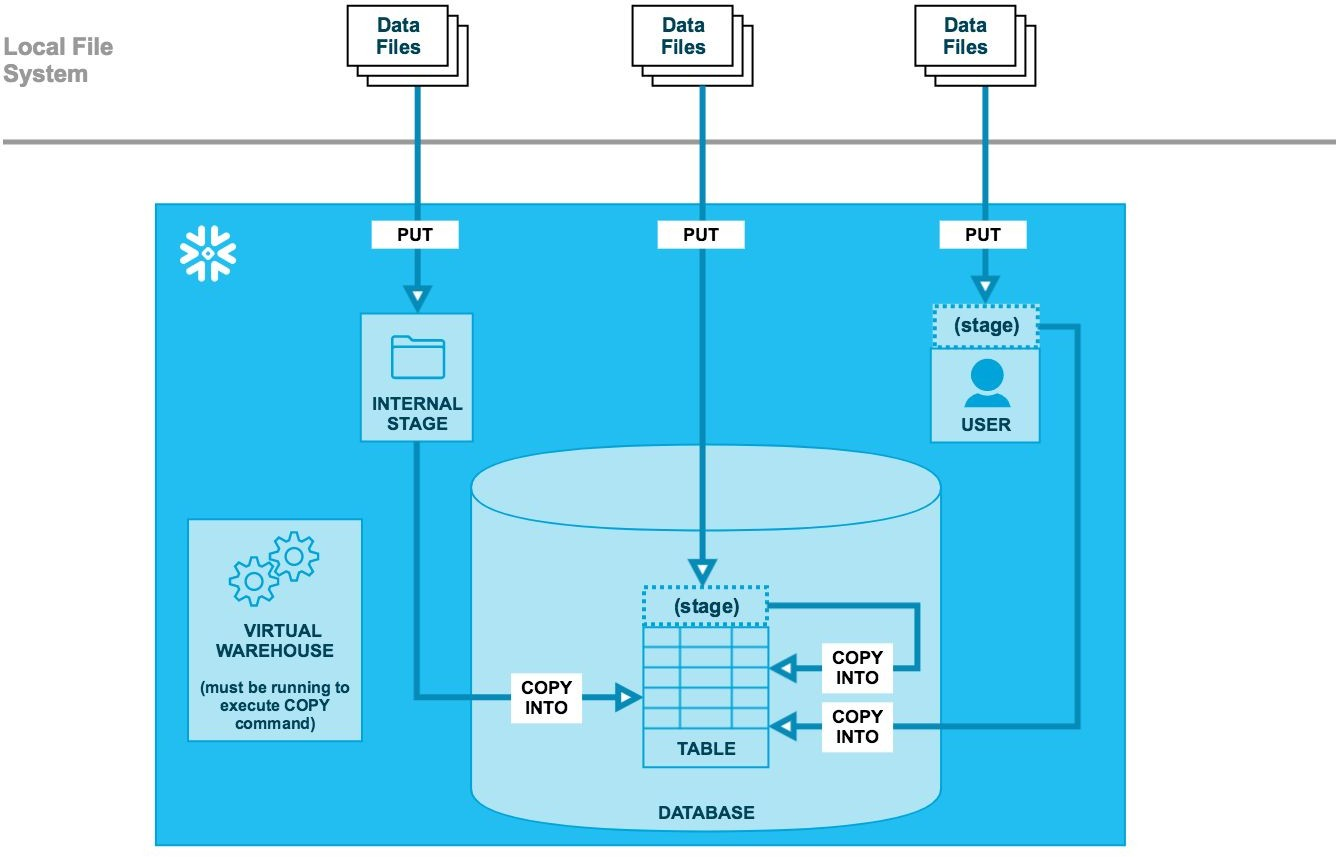 Local File
System
Data
Files
Data
Files
Data
Files
PUT
PUT
PUT
INTERNAL
STAGE
(stage)
USER
VIRTUAL
WAREHOUSE
(must be running to
execute COPY
command)
(stage)
COPY
INTO
COPY
INTO
COPY
INTO
TABLE
DATABASE